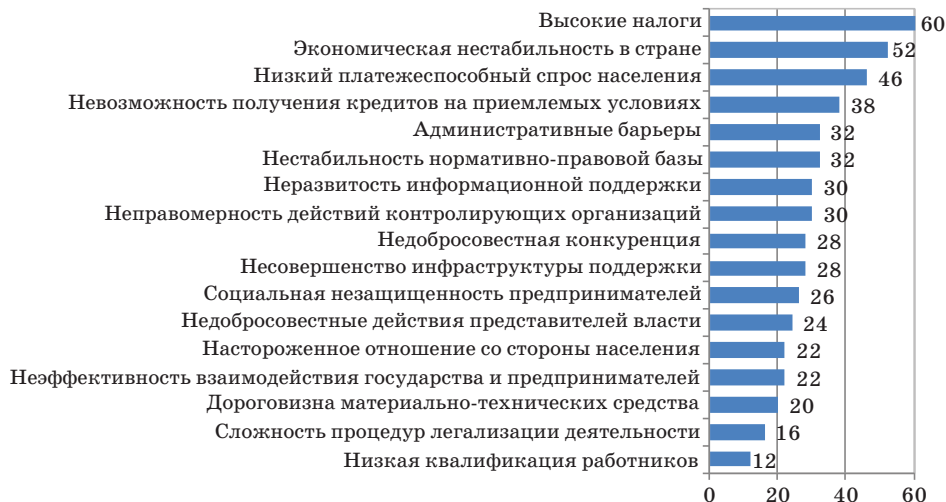 Высокие налоги 60
Экономическая нестабильность в стране 52
Низкий платежеспособный спрос населения 46
Невозможность получения кредитов на приемлемых условиях 38
Административные барьеры 32
Нестабильность нормативно-правовой базы 32
Неразвитость информационной поддержки 30
Неправомерность действий контролирующих организаций 30
Недобросовестная конкуренция 28
Несовершенство инфраструктуры поддержки 28
Социальная незащищенность предпринимателей 26
Недобросовестные действия представителей власти 24
Настороженное отношение со стороны населения 22
Неэффективность взаимодействия государства и предпринимателей 22
Дороговизна материально-технических средства 20
Сложность процедур легализации деятельности 16
Низкая квалификация работников 12
0 20 40 60